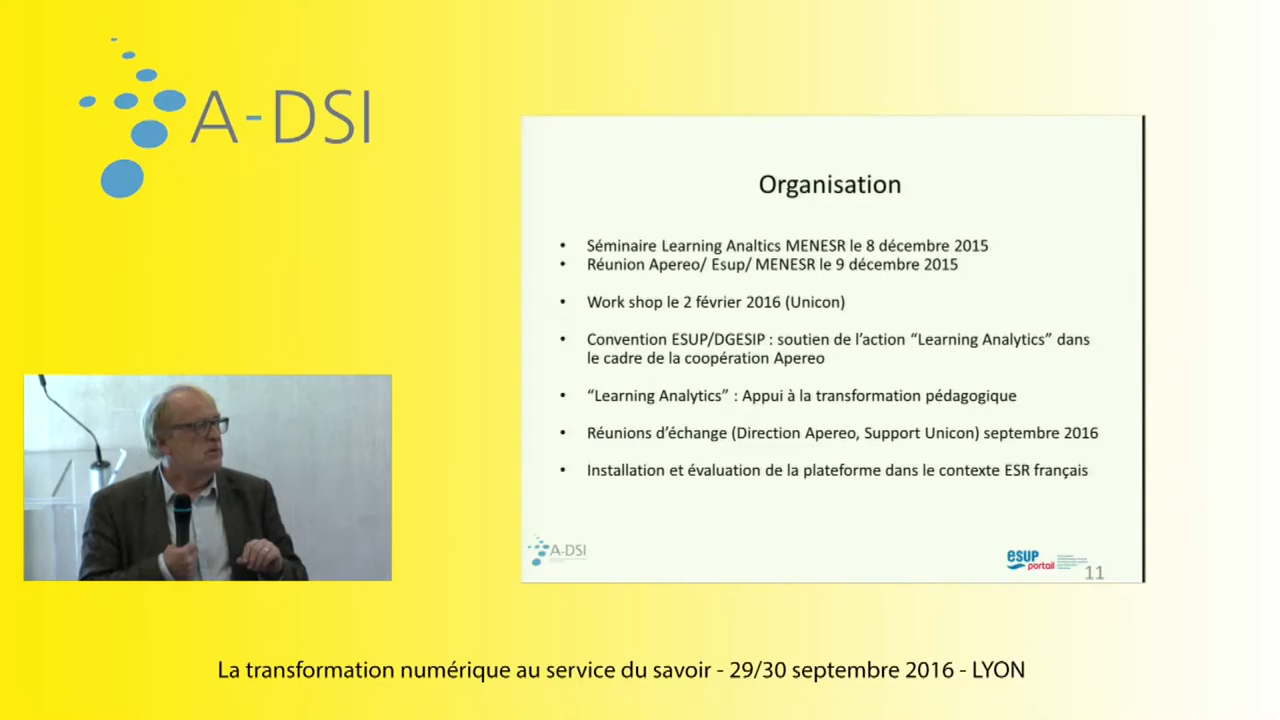 A-DSI
Organisation
• Séminaire Learning Analtics MENESR le 8 décembre 2015
• Réunion Apereo/ Esup/ MENESR le 9 décembre 2015
• Work shop le 2 février 2016 (Unicon)
• Convention ESUP/DGESIP : soutien de l’action “Learning Analytics” dans
le cadre de la coopération Apereo
• “Learning Analytics” : Appui à la transformation pédagogique
• Réunions d’échange (Direction Apereo, Support Unicon) septembre 2016
• Installation et évaluation de la plateforme dans le contexte ESR français
A-DSI
esup
portail
11
La transformation numérique au service du savoir - 29/30 septembre 2016 - LYON